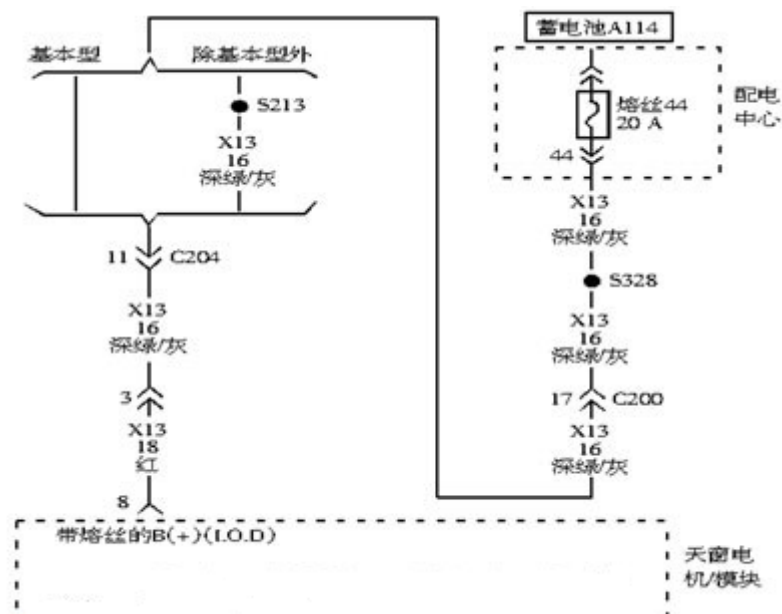 基本型
除基本型外
S213
X13
16
深绿/灰
11
C204
X13
16
深绿/灰
3
X13
18
红
8
带熔丝的B(+)(I.O.D)
蓄电池A114
熔丝44
20 A
配电
中心
44
X13
16
深绿/灰
S328
X13
16
深绿/灰
17
C200
X13
16
深绿/灰
天窗电
机/模块